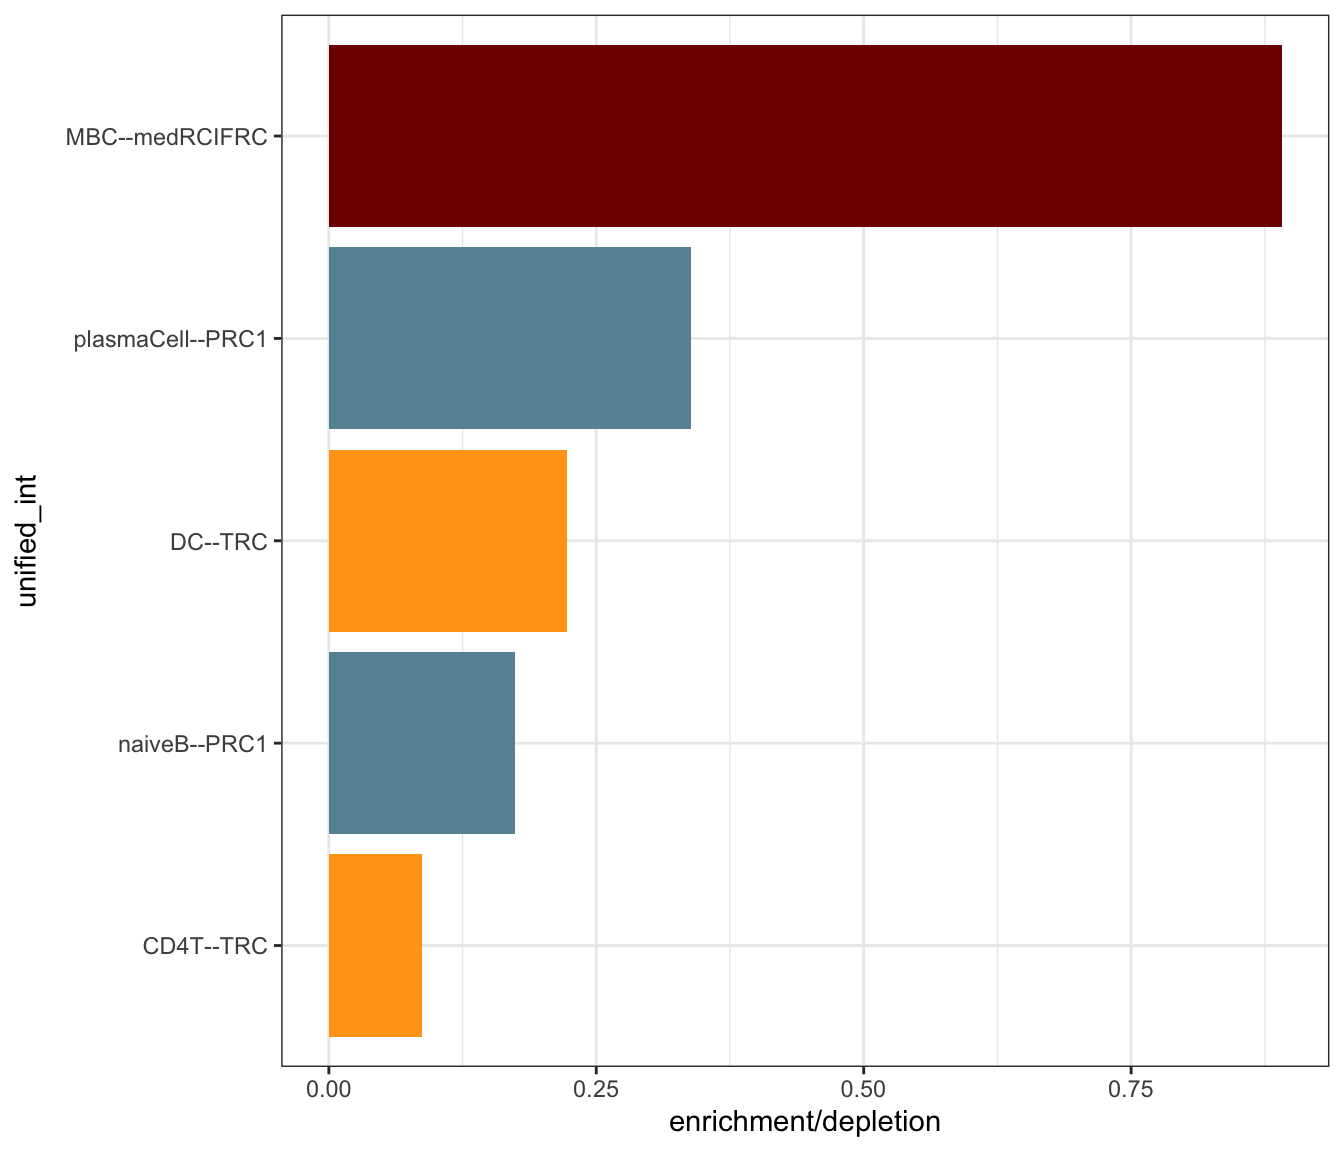 MBC--medRCIFRC
plasmaCell--PRC1
DC--TRC
naiveB--PRC1
CD4T--TRC
unified_int
0.00 0.25 0.50 0.75
enrichment/depletion